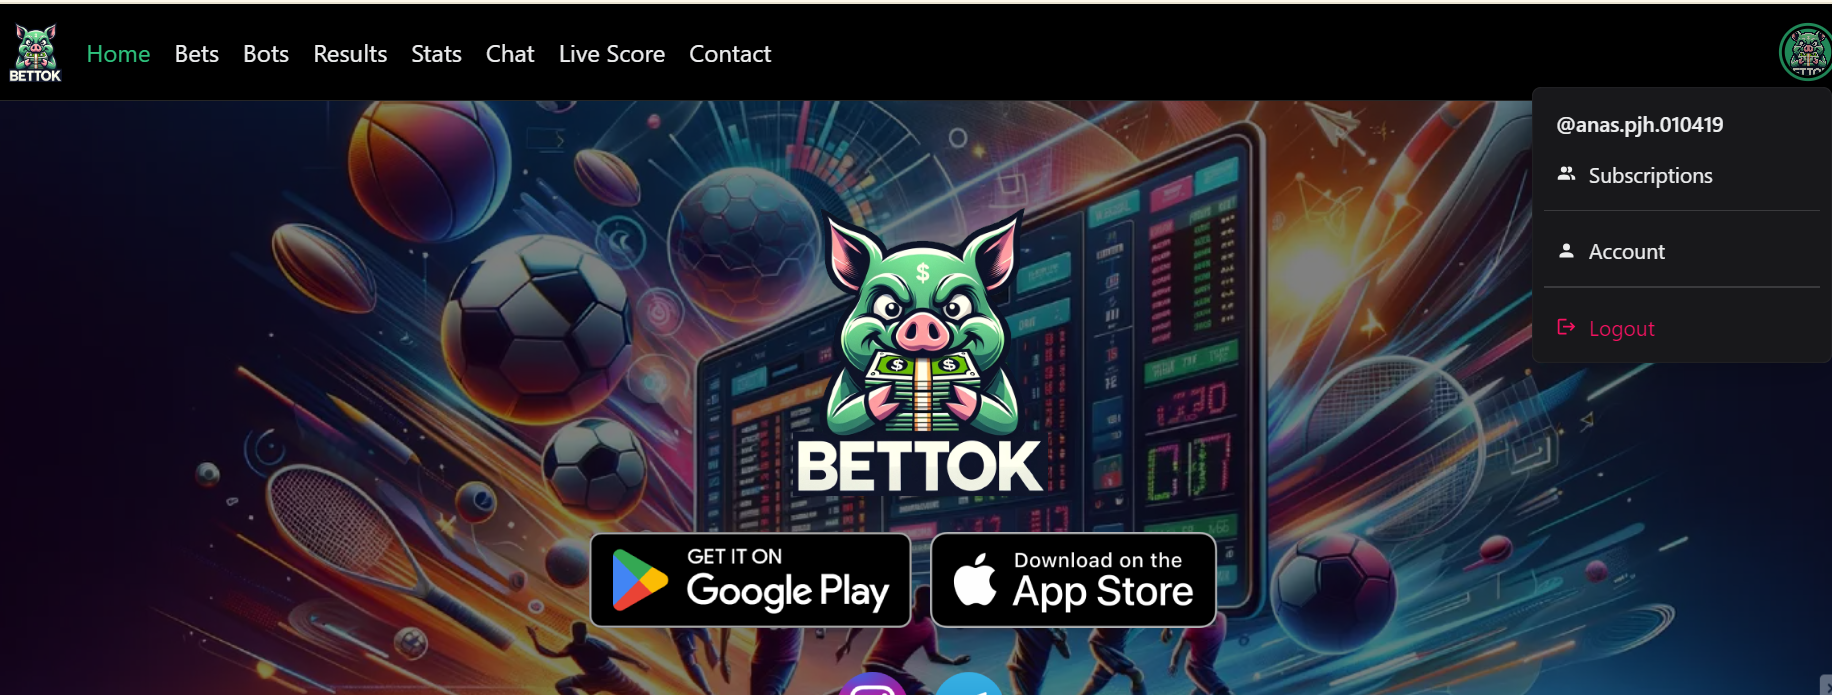 BETTOK
Home Bets Bots Results Stats Chat Live Score Contact
@anas.pjh.010419
Subscriptions
Account
Logout
$
$ $
BETTOK
GET IT ON
Google Play
Download on the
App Store